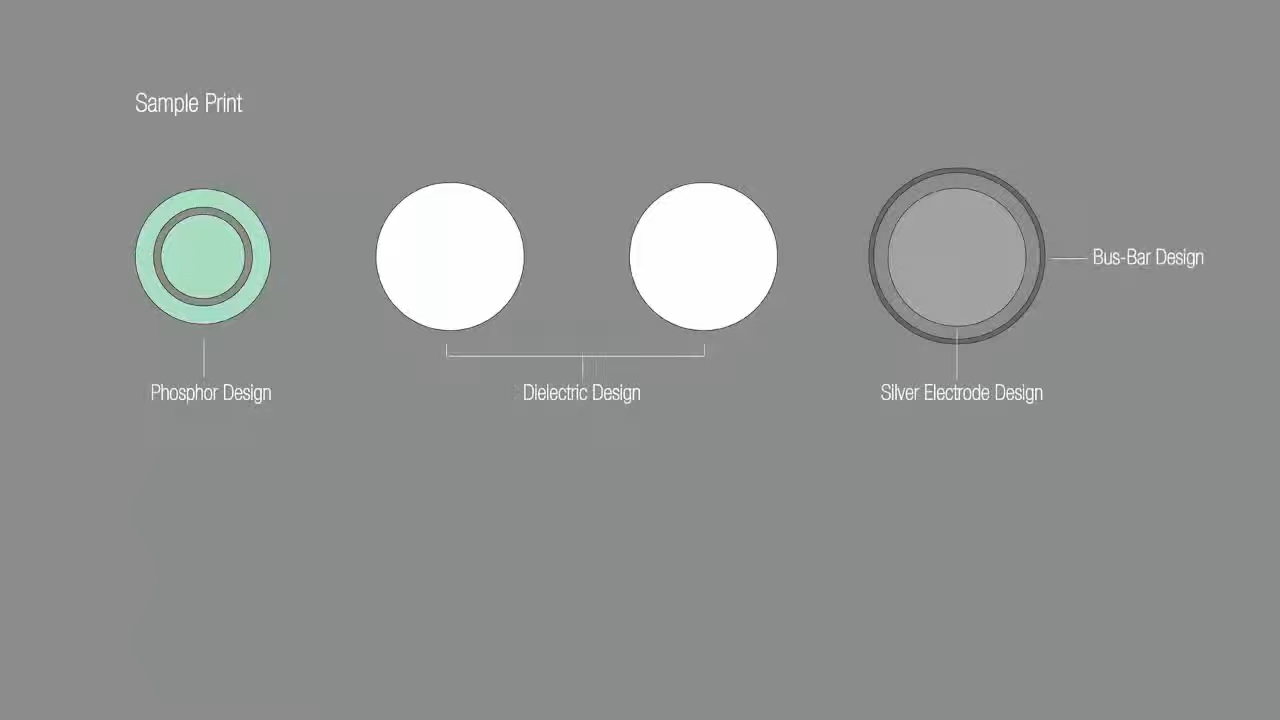 Sample Print
Bus-Bar Design
Phosphor Design
Dielectric Design
Silver Electrode Design